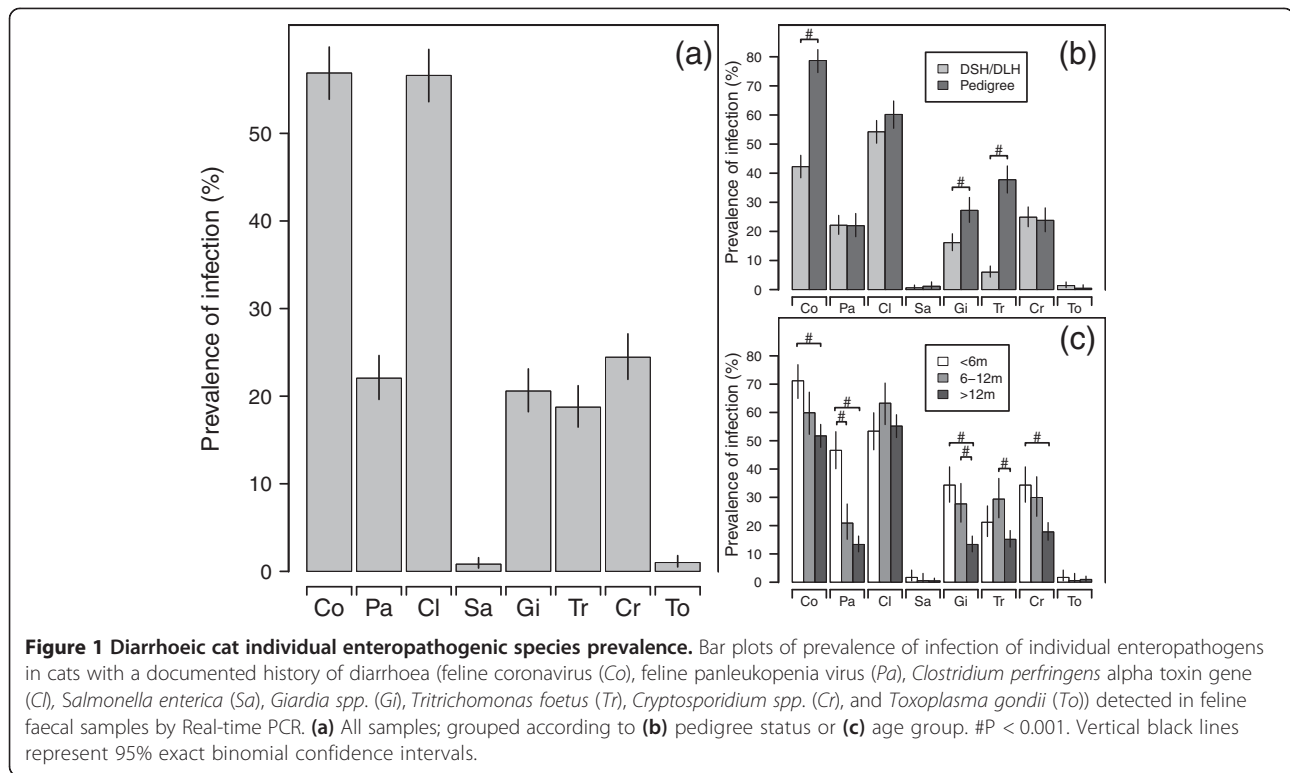 (a)
Prevalence of infection (%)
50
40
30
20
10
0
Co Pa Cl Sa Gi Tr Cr To
(b)
DSH/DLH
Pedigree
Prevalence of infection (%)
80
70
60
50
40
30
20
10
0
# # #
Co Pa Cl Sa Gi Tr Cr To
(c)
<6m
6–12m
>12m
Prevalence of infection (%)
80
70
60
50
40
30
20
10
0
# # # # # # #
Co Pa Cl Sa Gi Tr Cr To
Figure 1 Diarrhoeic cat individual enteropathogenic species prevalence. Bar plots of prevalence of infection of individual enteropathogens
in cats with a documented history of diarrhoea (feline coronavirus (Co), feline panleukopenia virus (Pa), Clostridium perfringens alpha toxin gene
(Cl), Salmonella enterica (Sa), Giardia spp. (Gi), Tritrichomonas foetus (Tr), Cryptosporidium spp. (Cr), and Toxoplasma gondii (To)) detected in feline
faecal samples by Real-time PCR. (a) All samples; grouped according to (b) pedigree status or (c) age group. #P < 0.001. Vertical black lines
represent 95% exact binomial confidence intervals.